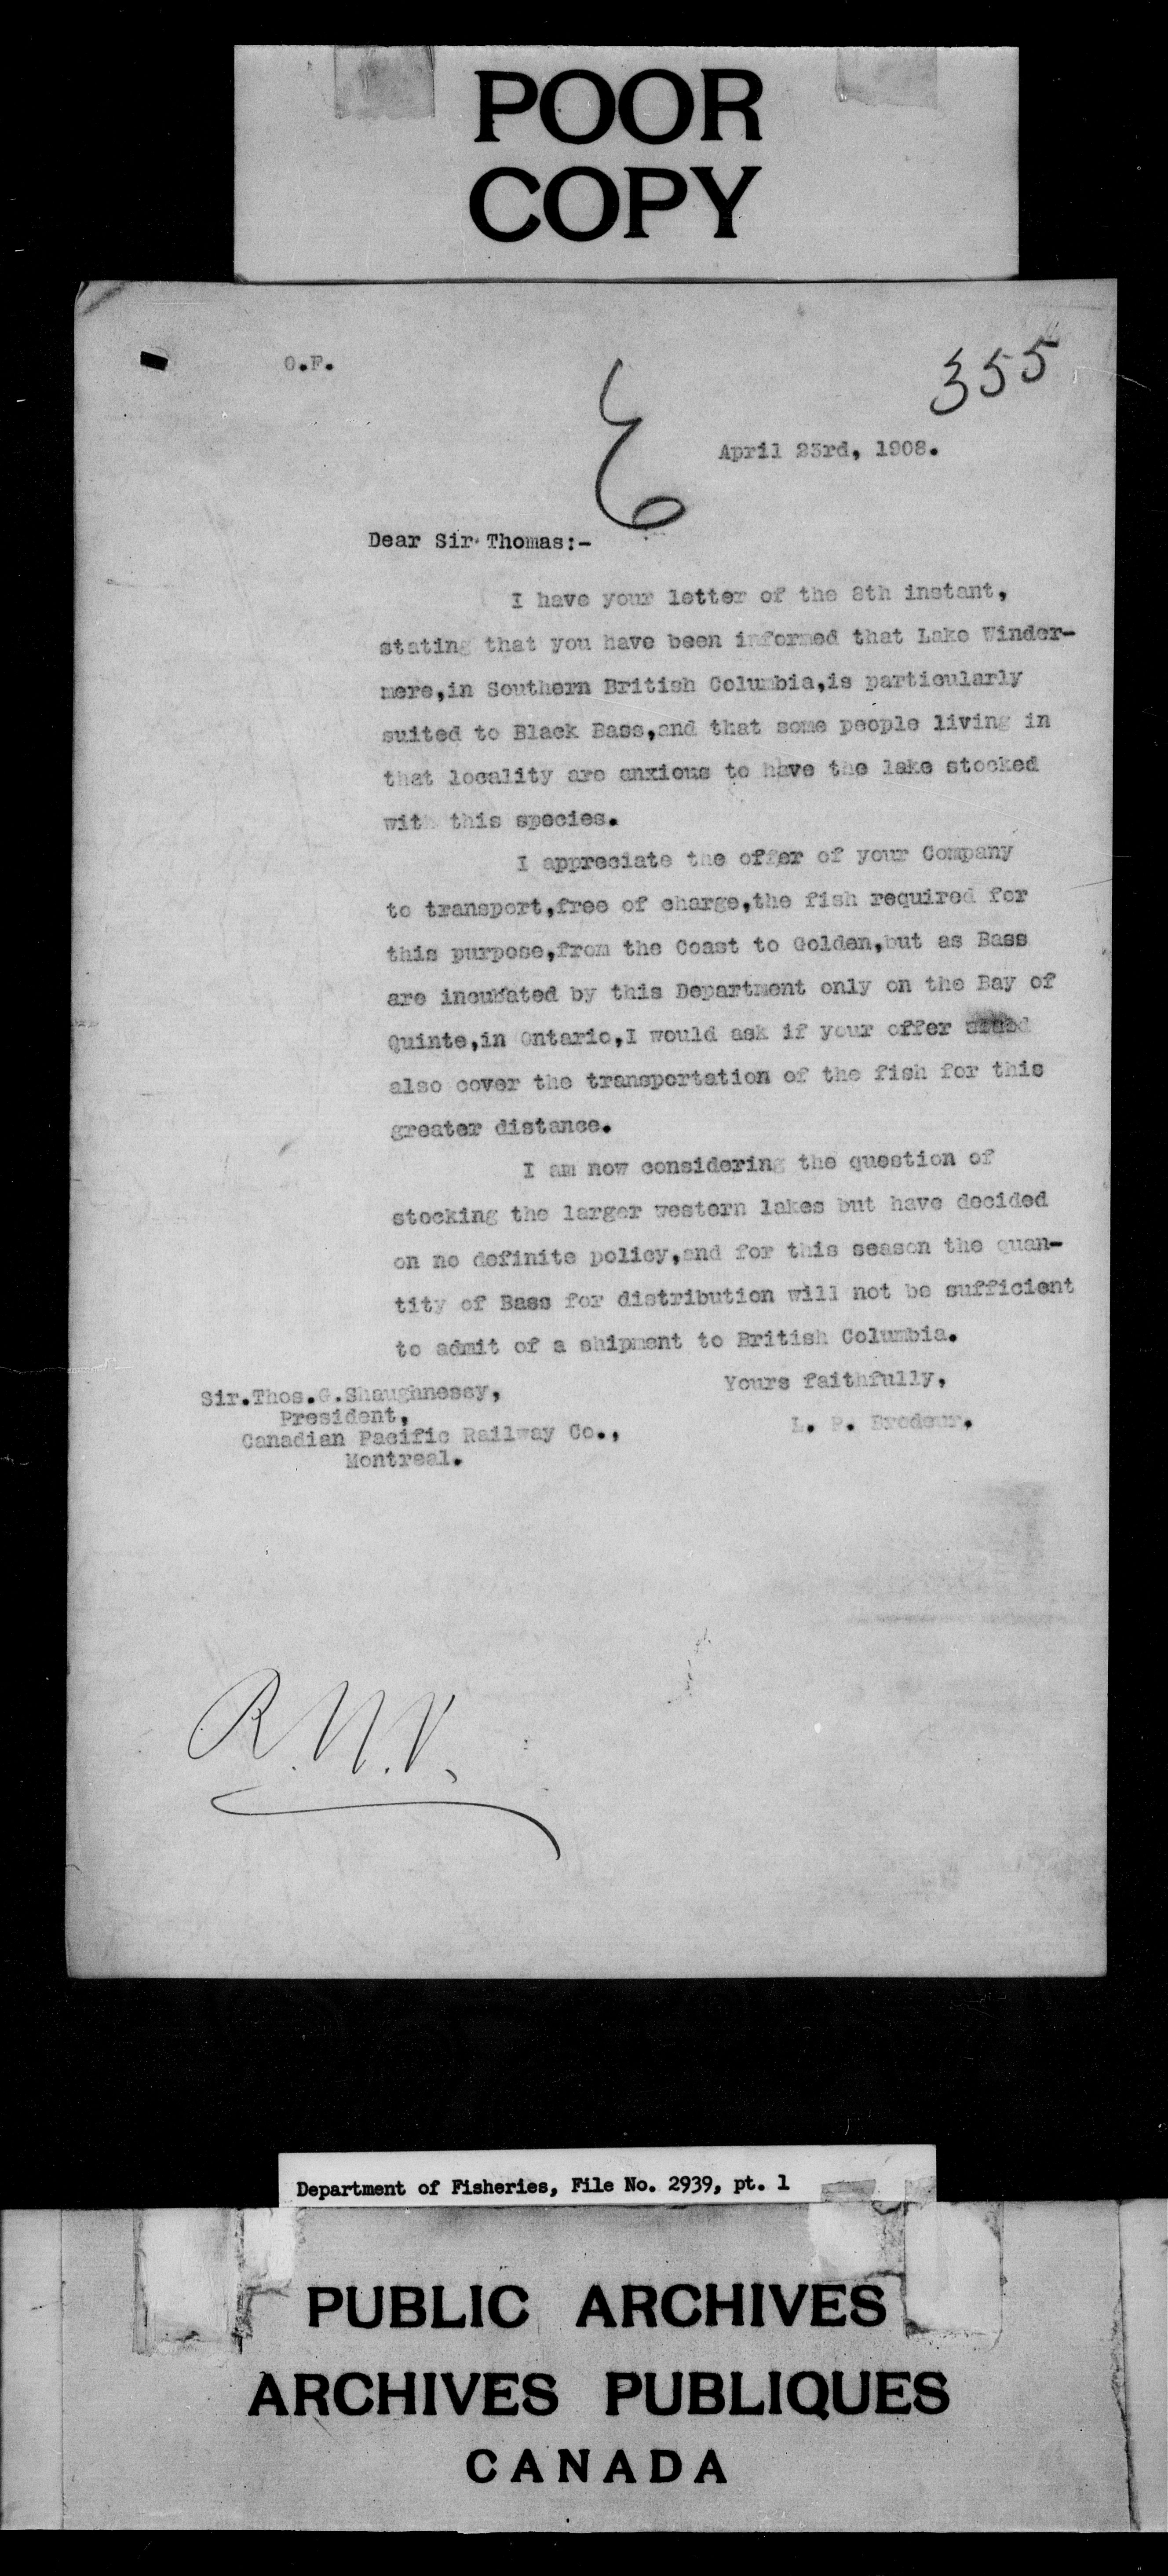 POOR
COPY
O.F.
355
April 23rd, 1908.
Dear Sir Thomas:-
I have your letter of the 8th instant,
stating that you have been informed that Lake Winder-
mere,in Southern British Columbia,is particularly
suited to Black Bass,and that some people living in
that locality are anxious to have the lake stocked
with this species.
I appreciate the offer of your Company
to transport,free of charge,the fish required for
this purpose,from the Coast to Golden,but as Bass
are incubated by this Department only on the Bay of
Quinte,in Ontario,I would ask if your offer
also cover the transportation of the fish for this
greater distance.
I am now considering the question of
stocking the larger western lakes but have decided
on no definite policy,and for this season the quan-
tity of Bass for distribution will not be sufficient
to admit of a shipment to British Columbia.
Yours faithfully,
L. P. Brodeur.
Sir.Thos.G.Shaughnessy,
President,
Canadian Pacific Railway Co.,
Montreal.
R.N.V.
Department of Fisheries, File No. 2939, pt. 1
PUBLIC ARCHIVES
ARCHIVES PUBLIQUES
CANADA